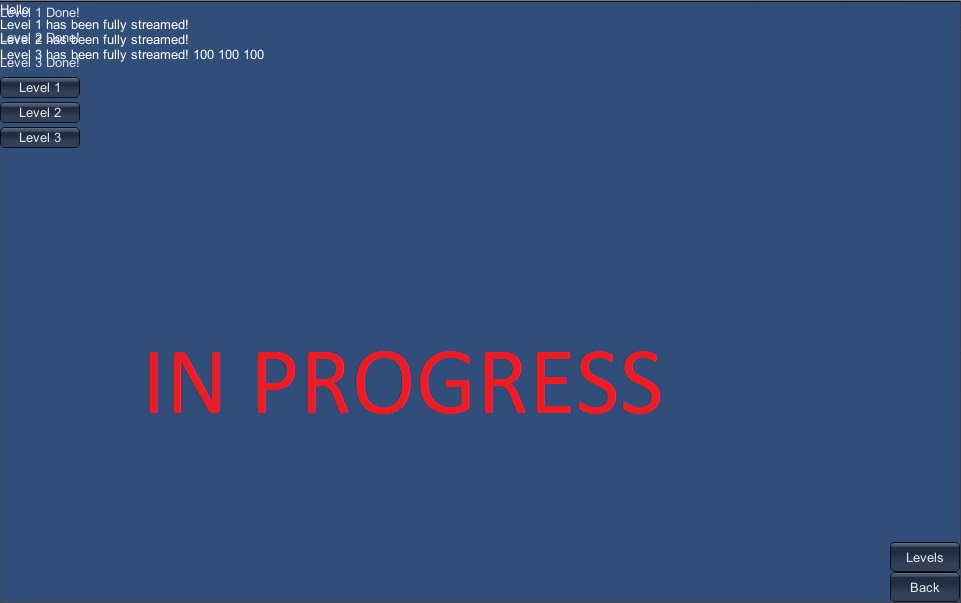 Hello
Level 1 Done!
Level 1 has been fully streamed!
Level 2 Done!
Level 2 has been fully streamed!
Level 3 has been fully streamed! 100 100 100
Level 3 Done!
Level 1
Level 2
Level 3
IN PROGRESS
Levels
Back